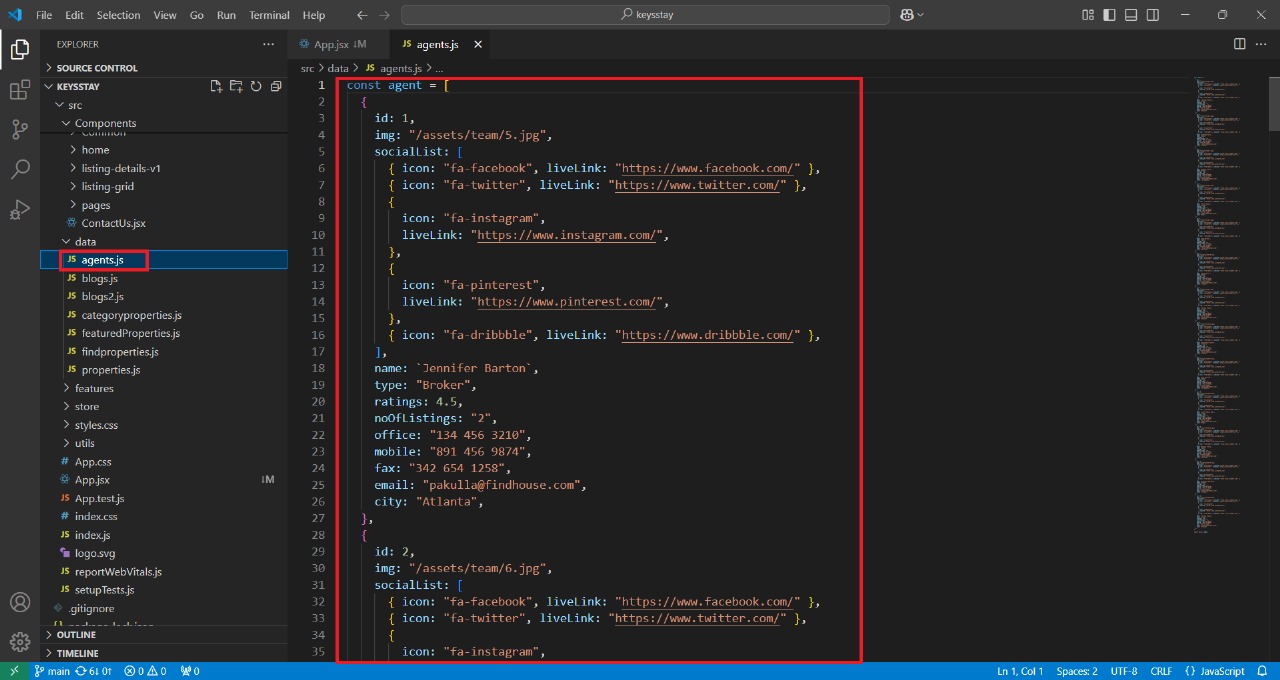 File Edit Selection View Go Run Terminal Help
keysstay
EXPLORER
SOURCE CONTROL
KEYSSTAY
src
Components
Common
home
listing-details-v1
listing-grid
pages
ContactUs.jsx
data
JS agents.js
JS blogs.js
JS blogs2.js
JS categoryproperties.js
JS featuredProperties.js
JS findproperties.js
JS properties.js
features
store
styles.css
utils
# App.css
App.jsx ↓M
JS App.test.js
# index.css
JS index.js
logo.svg
JS reportWebVitals.js
JS setupTests.js
.gitignore
{} package-lock.json
OUTLINE
TIMELINE
App.jsx ↓M
JS agents.js
src > data > JS agents.js > ...
1 const agent = [
2 {
3 id: 1,
4 img: "/assets/team/5.jpg",
5 socialList: [
6 { icon: "fa-facebook", liveLink: "https://www.facebook.com/" },
7 { icon: "fa-twitter", liveLink: "https://www.twitter.com/" },
8 {
9 icon: "fa-instagram",
10 liveLink: "https://www.instagram.com/",
11 },
12 {
13 icon: "fa-pinterest",
14 liveLink: "https://www.pinterest.com/",
15 },
16 { icon: "fa-dribbble", liveLink: "https://www.dribbble.com/" },
17 ],
18 name: `Jennifer Barton`,
19 type: "Broker",
20 ratings: 4.5,
21 noOfListings: "2",
22 office: "134 456 3210",
23 mobile: "891 456 9874",
24 fax: "342 654 1258",
25 email: "pakulla@findhouse.com",
26 city: "Atlanta",
27 },
28 {
29 id: 2,
30 img: "/assets/team/6.jpg",
31 socialList: [
32 { icon: "fa-facebook", liveLink: "https://www.facebook.com/" },
33 { icon: "fa-twitter", liveLink: "https://www.twitter.com/" },
34 {
35 icon: "fa-instagram",
main 6↓ 0↑ 0 0 0
Ln 1, Col 1 Spaces: 2 UTF-8 CRLF {} JavaScript